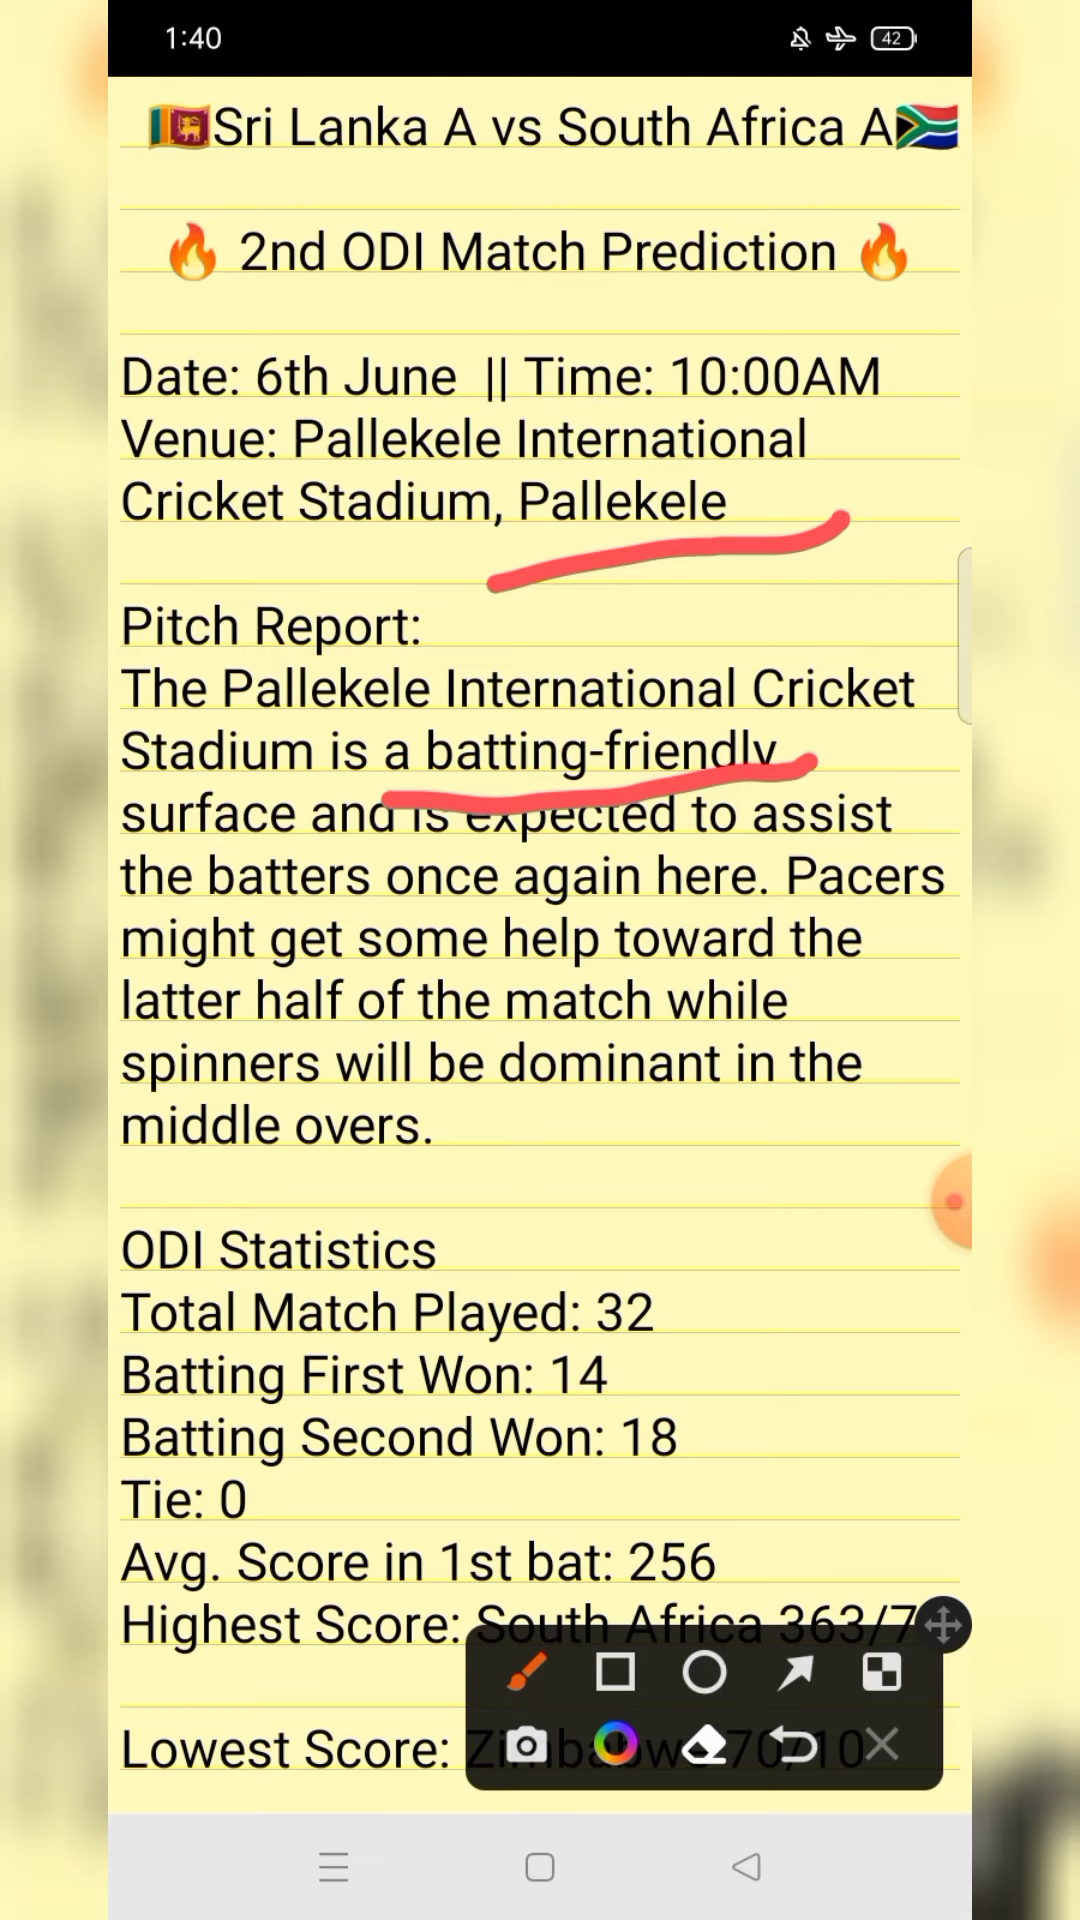 1:40
42
🇱🇰Sri Lanka A vs South Africa A🇿🇦
🔥 2nd ODI Match Prediction 🔥
Date: 6th June || Time: 10:00AM
Venue: Pallekele International
Cricket Stadium, Pallekele
Pitch Report:
The Pallekele International Cricket
Stadium is a batting-friendly
surface and is expected to assist
the batters once again here. Pacers
might get some help toward the
latter half of the match while
spinners will be dominant in the
middle overs.
ODI Statistics
Total Match Played: 32
Batting First Won: 14
Batting Second Won: 18
Tie: 0
Avg. Score in 1st bat: 256
Highest Score: South Africa 363/7
Lowest Score: Zimbabwe 70/10